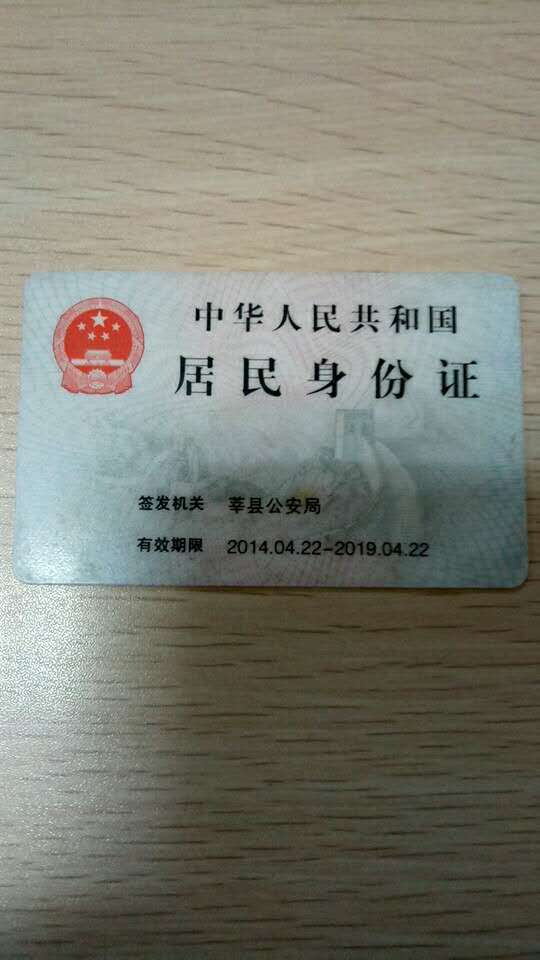 中华人民共和国
居民身份证
签发机关 莘县公安局
有效期限 2014.04.22-2019.04.22